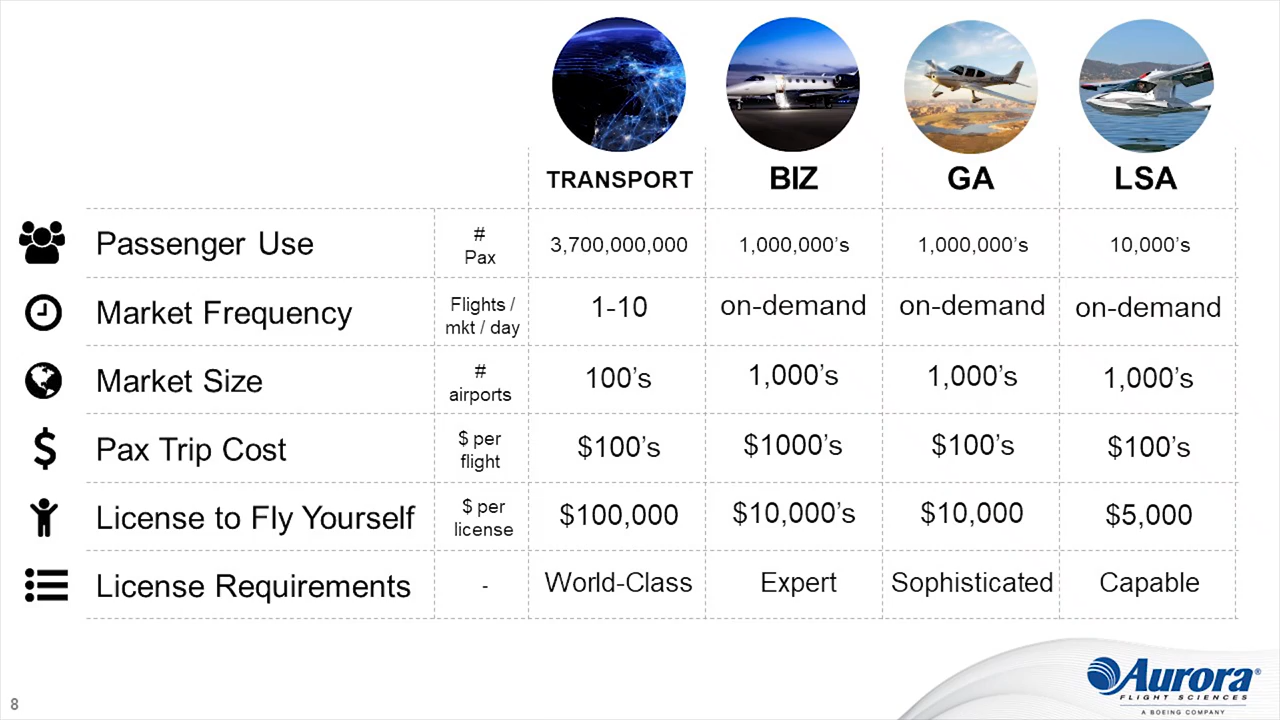 TRANSPORT BIZ GA LSA
Passenger Use # Pax 3,700,000,000 1,000,000’s 1,000,000’s 10,000’s
Market Frequency Flights / mkt / day 1-10 on-demand on-demand on-demand
Market Size # airports 100’s 1,000’s 1,000’s 1,000’s
Pax Trip Cost $ per flight $100’s $1000’s $100’s $100’s
License to Fly Yourself $ per license $100,000 $10,000’s $10,000 $5,000
License Requirements - World-Class Expert Sophisticated Capable
Aurora®
FLIGHT SCIENCES
A BOEING COMPANY
8